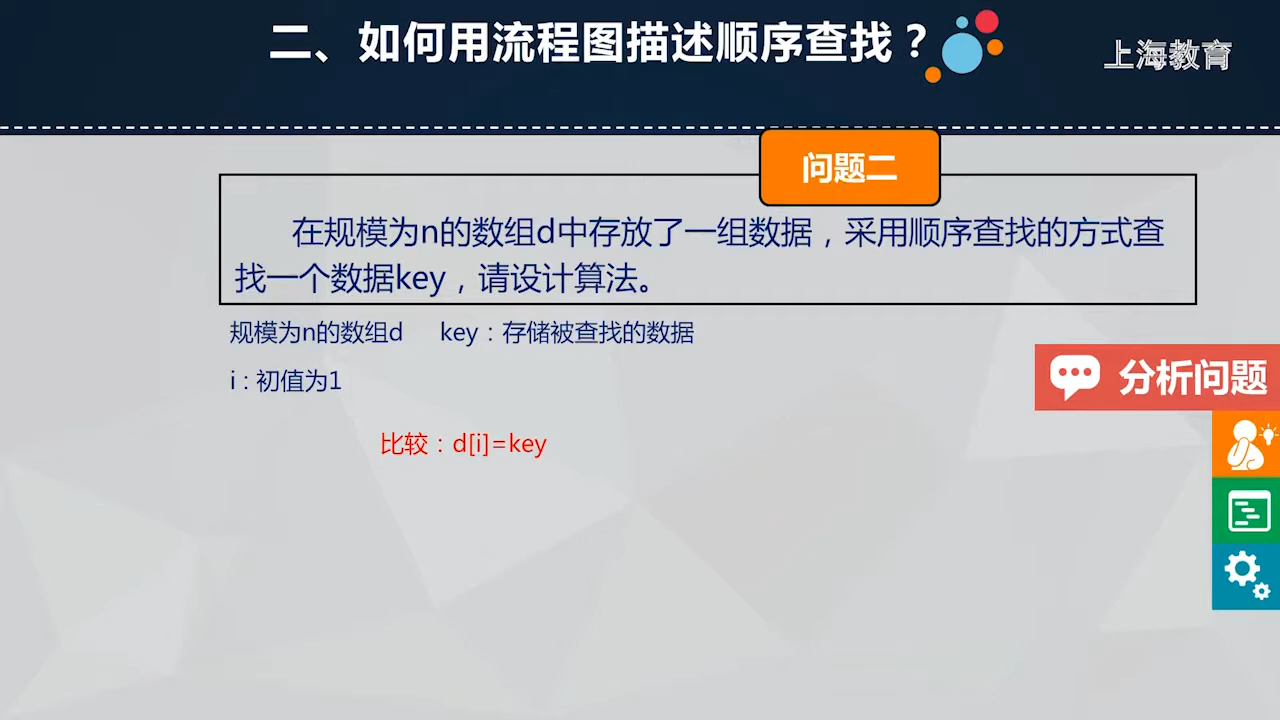 二、如何用流程图描述顺序查找？
上海教育
问题二
在规模为n的数组d中存放了一组数据，采用顺序查找的方式查
找一个数据key，请设计算法。
规模为n的数组d key：存储被查找的数据
i：初值为1
分析问题
比较：d[i]=key